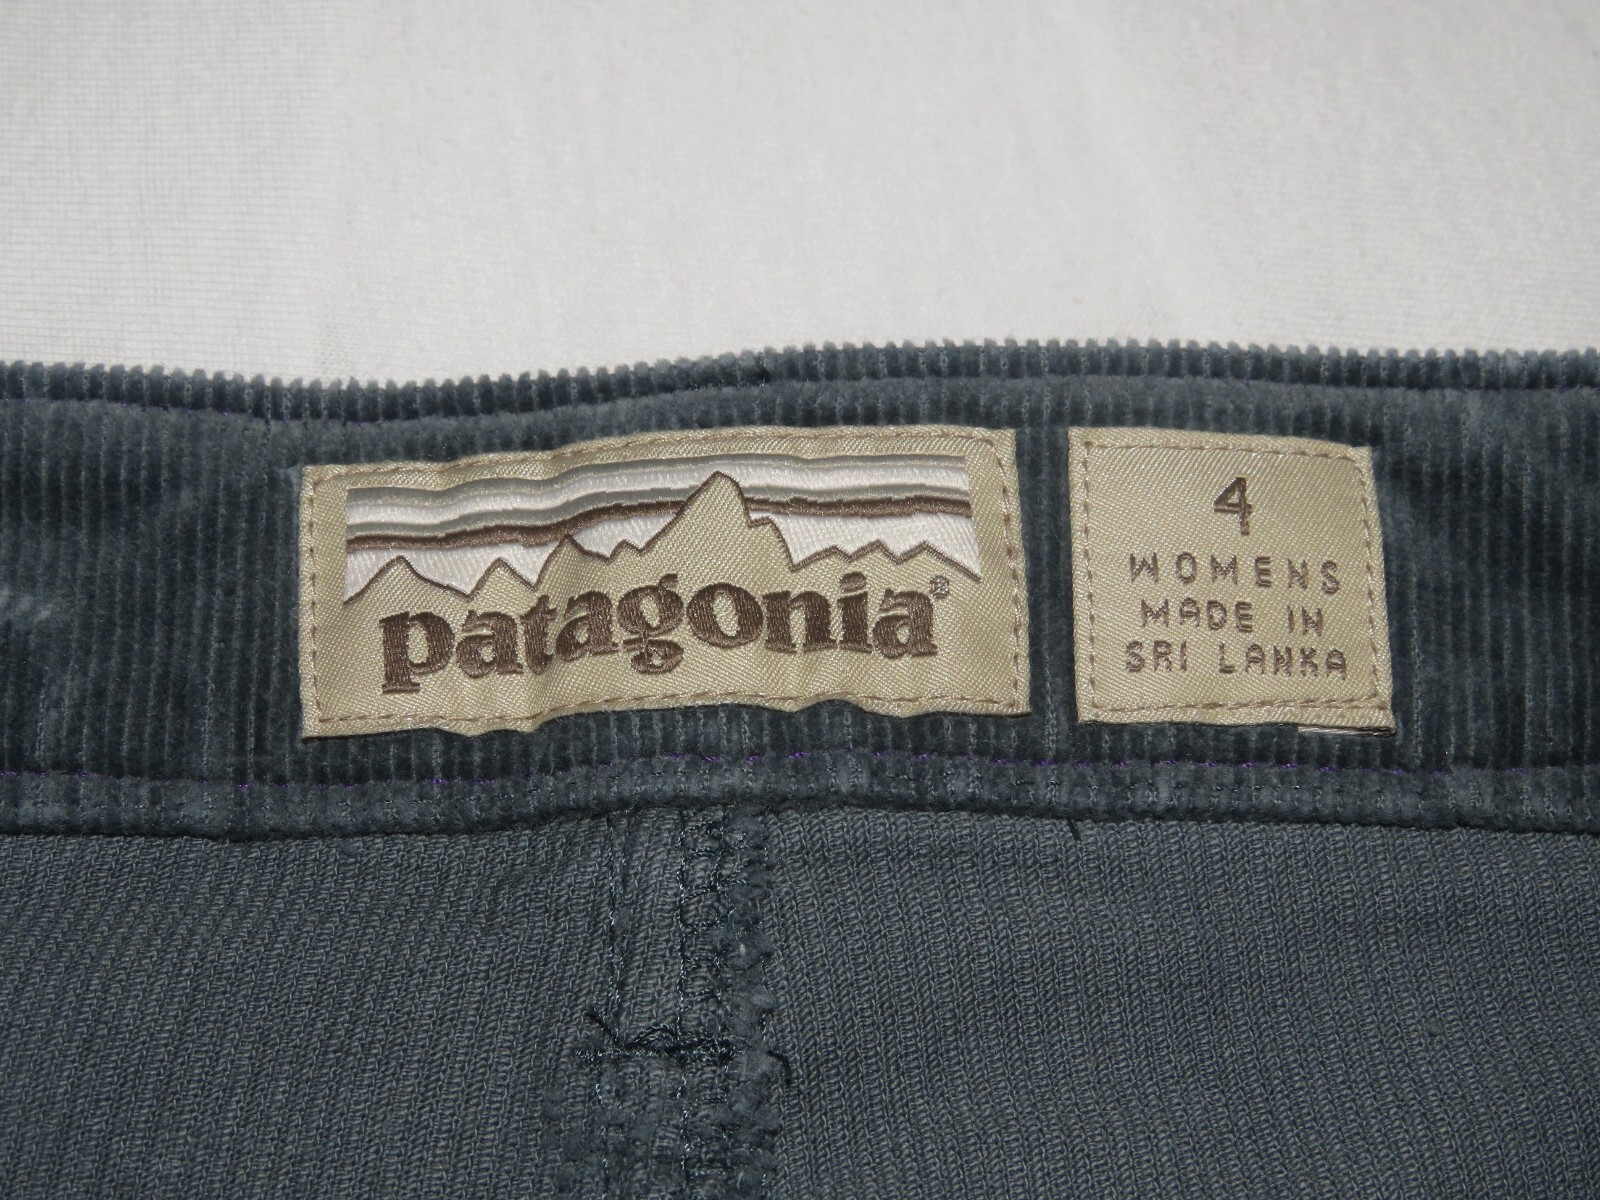 patagonia®
4
WOMENS
MADE IN
SRI LANKA